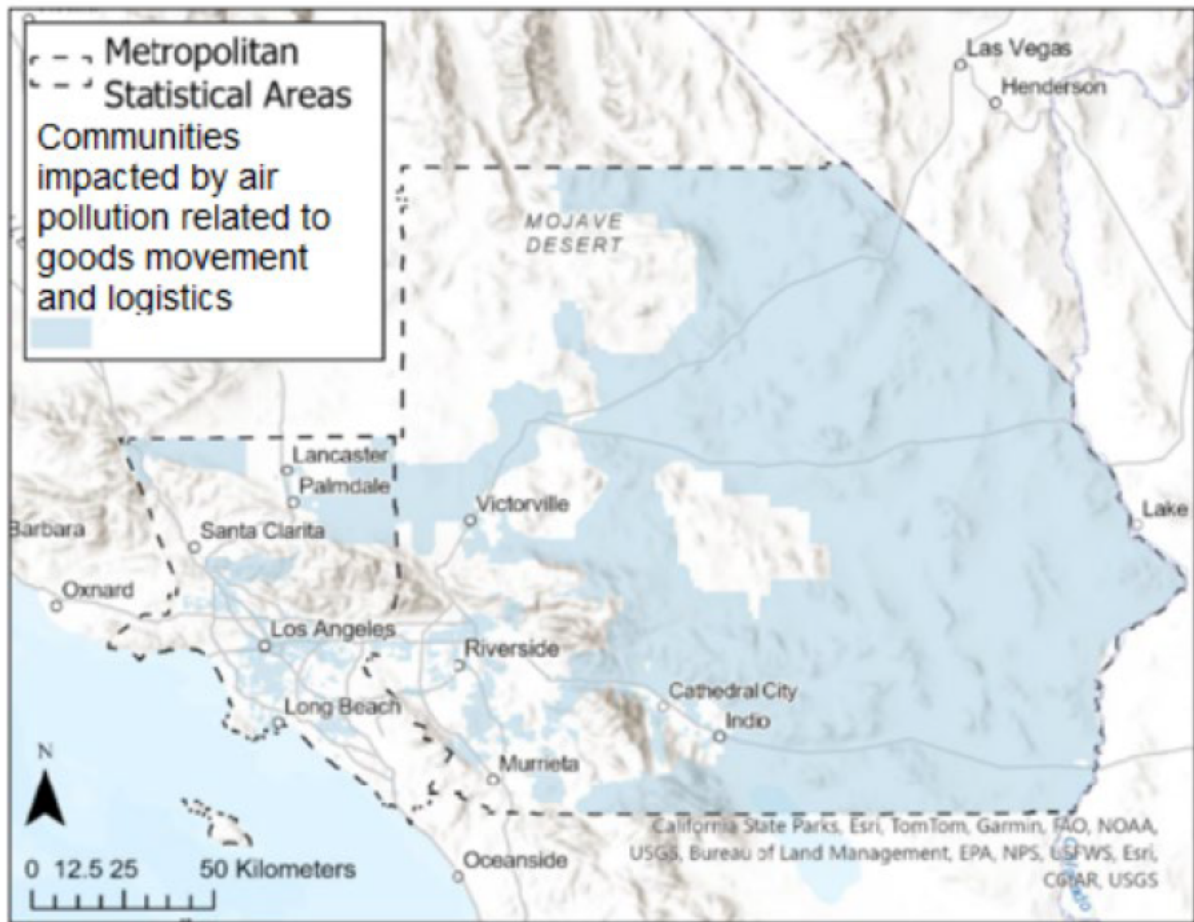 Metropolitan
Statistical Areas
Communities
impacted by air
pollution related to
goods movement
and logistics
Las Vegas
Henderson
MOJAVE
DESERT
Lancaster
Palmdale
Victorville
Santa Clarita
Barbara
Lake
Oxnard
Los Angeles
Riverside
Long Beach
Cathedral City
Indio
Murrieta
N
Oceanside
0 12.5 25 50 Kilometers
California State Parks, Esri, TomTom, Garmin, FAO, NOAA,
USGS, Bureau of Land Management, EPA, NPS, USFWS, Esri,
CGIAR, USGS